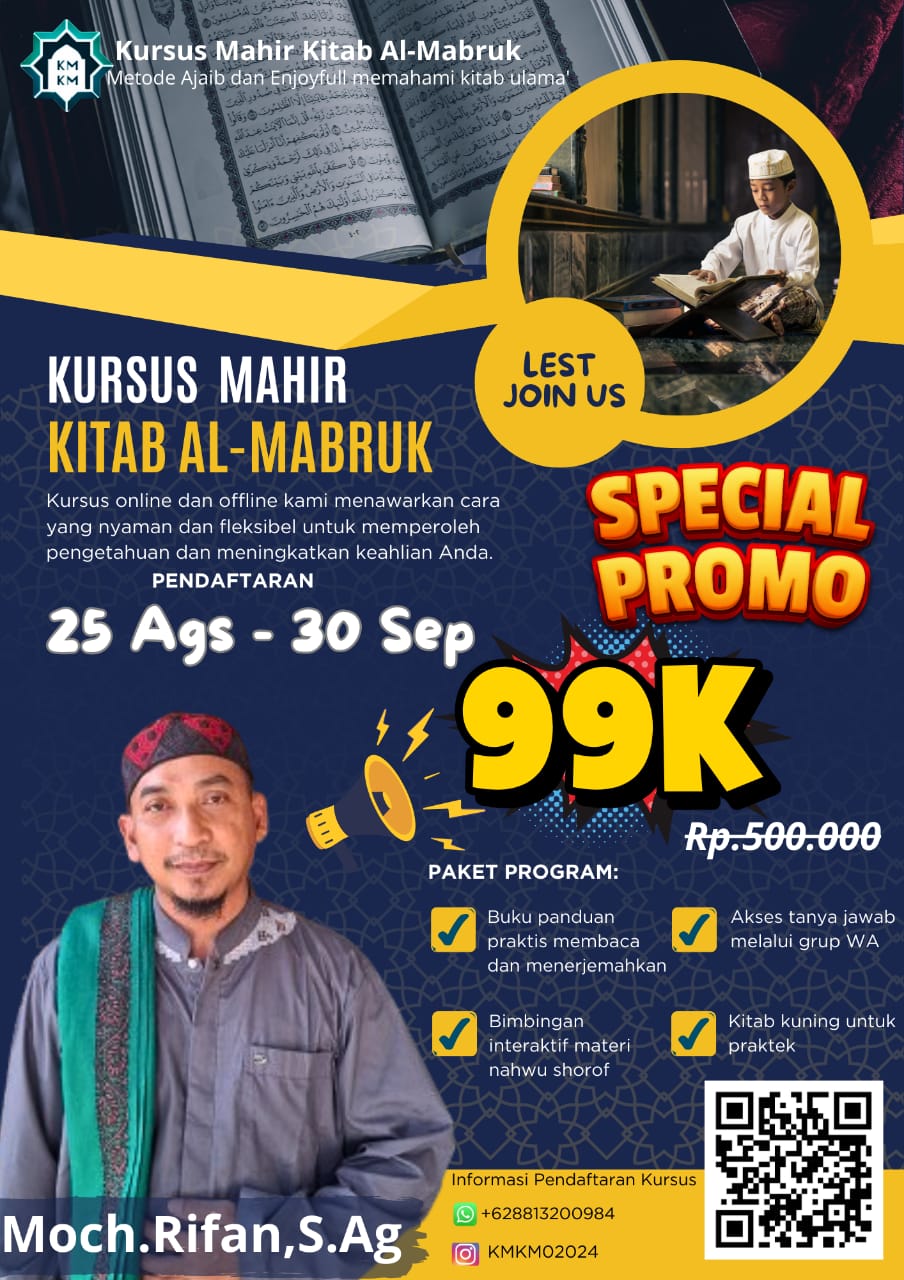 KM
KM
Kursus Mahir Kitab Al-Mabruk
Metode Ajaib dan Enjoyfull memahami kitab ulama'
LEST
JOIN US
KURSUS MAHIR
KITAB AL-MABRUK
Kursus online dan offline kami menawarkan cara
yang nyaman dan fleksibel untuk memperoleh
pengetahuan dan meningkatkan keahlian Anda.
PENDAFTARAN
25 Ags - 30 Sep
SPECIAL
PROMO
99K
Rp.500.000
PAKET PROGRAM:
Buku panduan
praktis membaca
dan menerjemahkan
Akses tanya jawab
melalui grup WA
Bimbingan
interaktif materi
nahwu shorof
Kitab kuning untuk
praktek
Informasi Pendaftaran Kursus
+628813200984
KMKM02024
Moch.Rifan,S.Ag